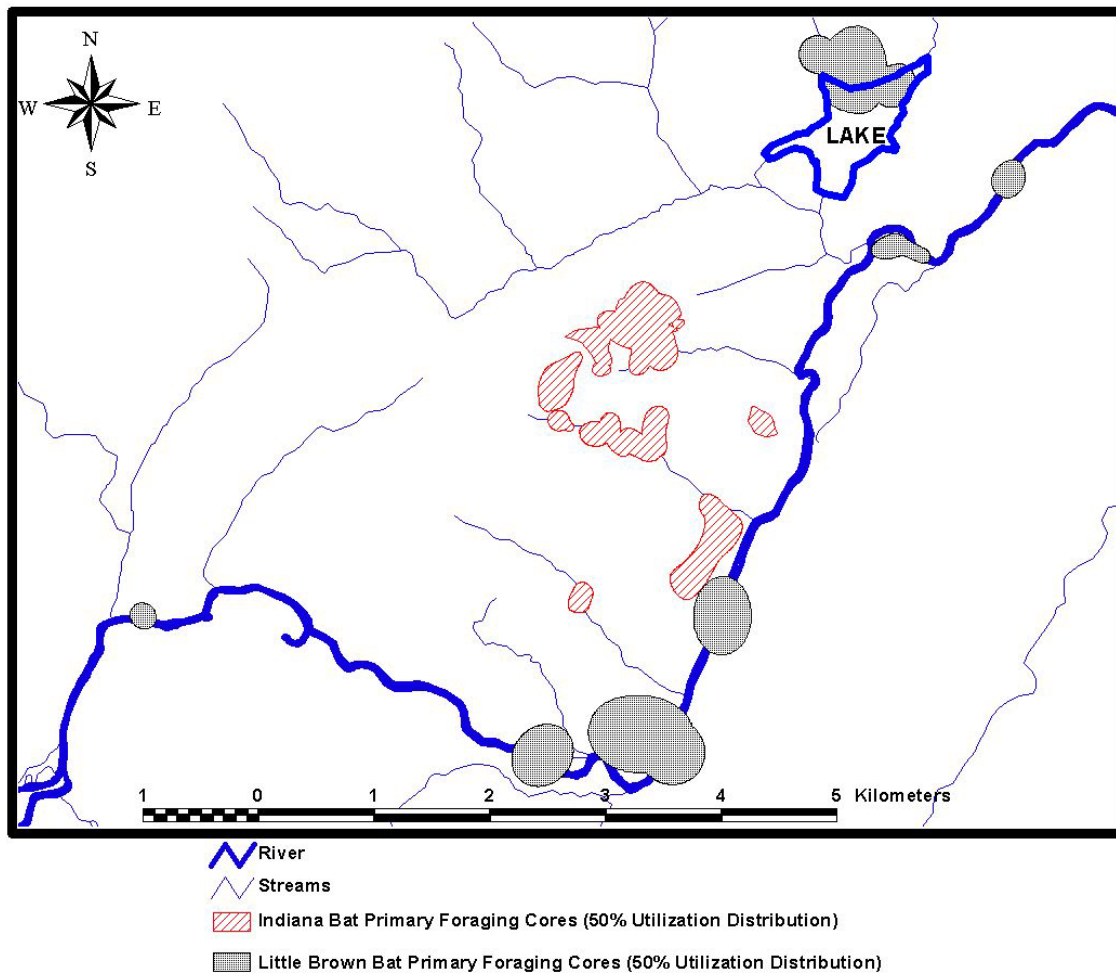 N
W E
S
LAKE
1 0 1 2 3 4 5 Kilometers
River
Streams
Indiana Bat Primary Foraging Cores (50% Utilization Distribution)
Little Brown Bat Primary Foraging Cores (50% Utilization Distribution)